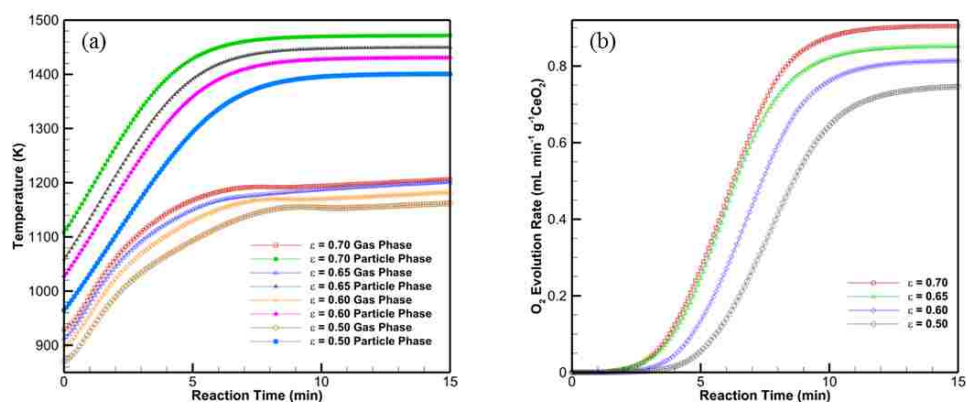 (a)
1500
1400
1300
1200
1100
1000
900
Temperature (K)
ε = 0.70 Gas Phase
ε = 0.70 Particle Phase
ε = 0.65 Gas Phase
ε = 0.65 Particle Phase
ε = 0.60 Gas Phase
ε = 0.60 Particle Phase
ε = 0.50 Gas Phase
ε = 0.50 Particle Phase
0 5 10 15
Reaction Time (min)
(b)
0.8
0.6
0.4
0.2
0
O₂ Evolution Rate (mL min⁻¹ g⁻¹CeO₂)
ε = 0.70
ε = 0.65
ε = 0.60
ε = 0.50
0 5 10 15
Reaction Time (min)